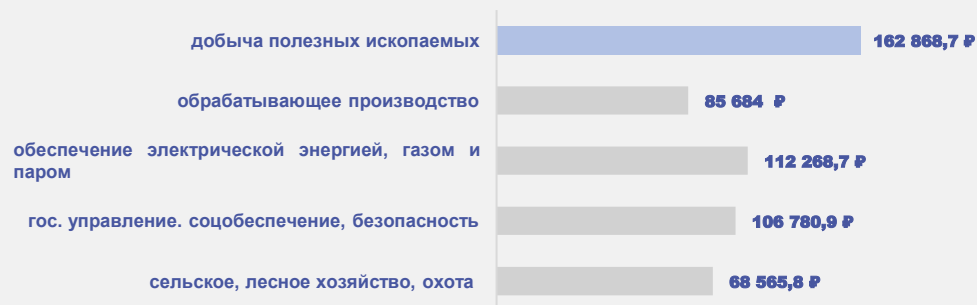 добыча полезных ископаемых 162 868,7 ₽
обрабатывающее производство 85 684 ₽
обеспечение электрической энергией, газом и
паром 112 268,7 ₽
гос. управление. соцобеспечение, безопасность 106 780,9 ₽
сельское, лесное хозяйство, охота 68 565,8 ₽